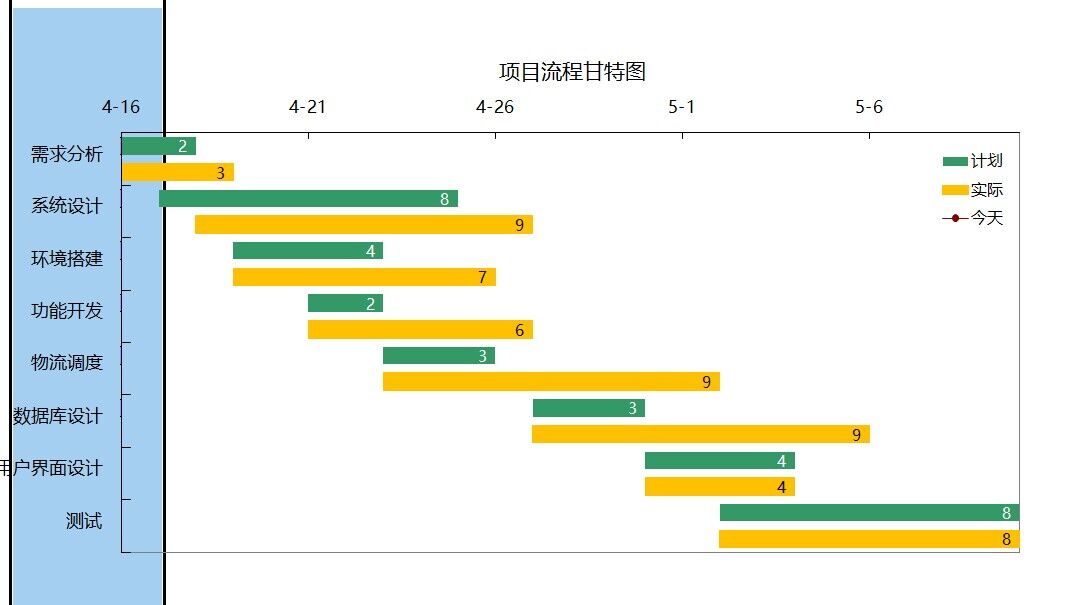 项目流程甘特图
4-16 4-21 4-26 5-1 5-6
需求分析 2 3
计划
实际
今天
系统设计 8 9
环境搭建 4 7
功能开发 2 6
物流调度 3 9
数据库设计 3 9
用户界面设计 4 4
测试 8 8